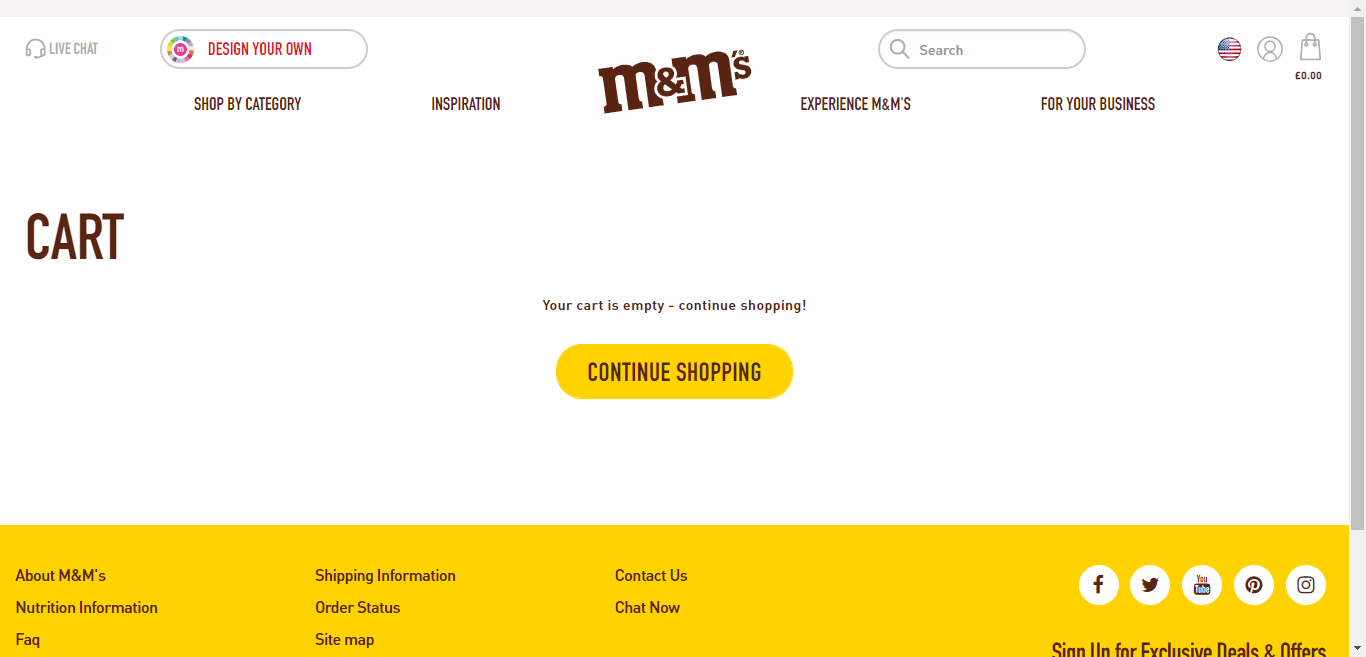 LIVE CHAT
DESIGN YOUR OWN
m&m's®
Search
£0.00
SHOP BY CATEGORY
INSPIRATION
EXPERIENCE M&M'S
FOR YOUR BUSINESS
CART
Your cart is empty - continue shopping!
CONTINUE SHOPPING
About M&M's
Nutrition Information
Faq
Shipping Information
Order Status
Site map
Contact Us
Chat Now
You Tube
Sign Up for Exclusive Deals & Offers